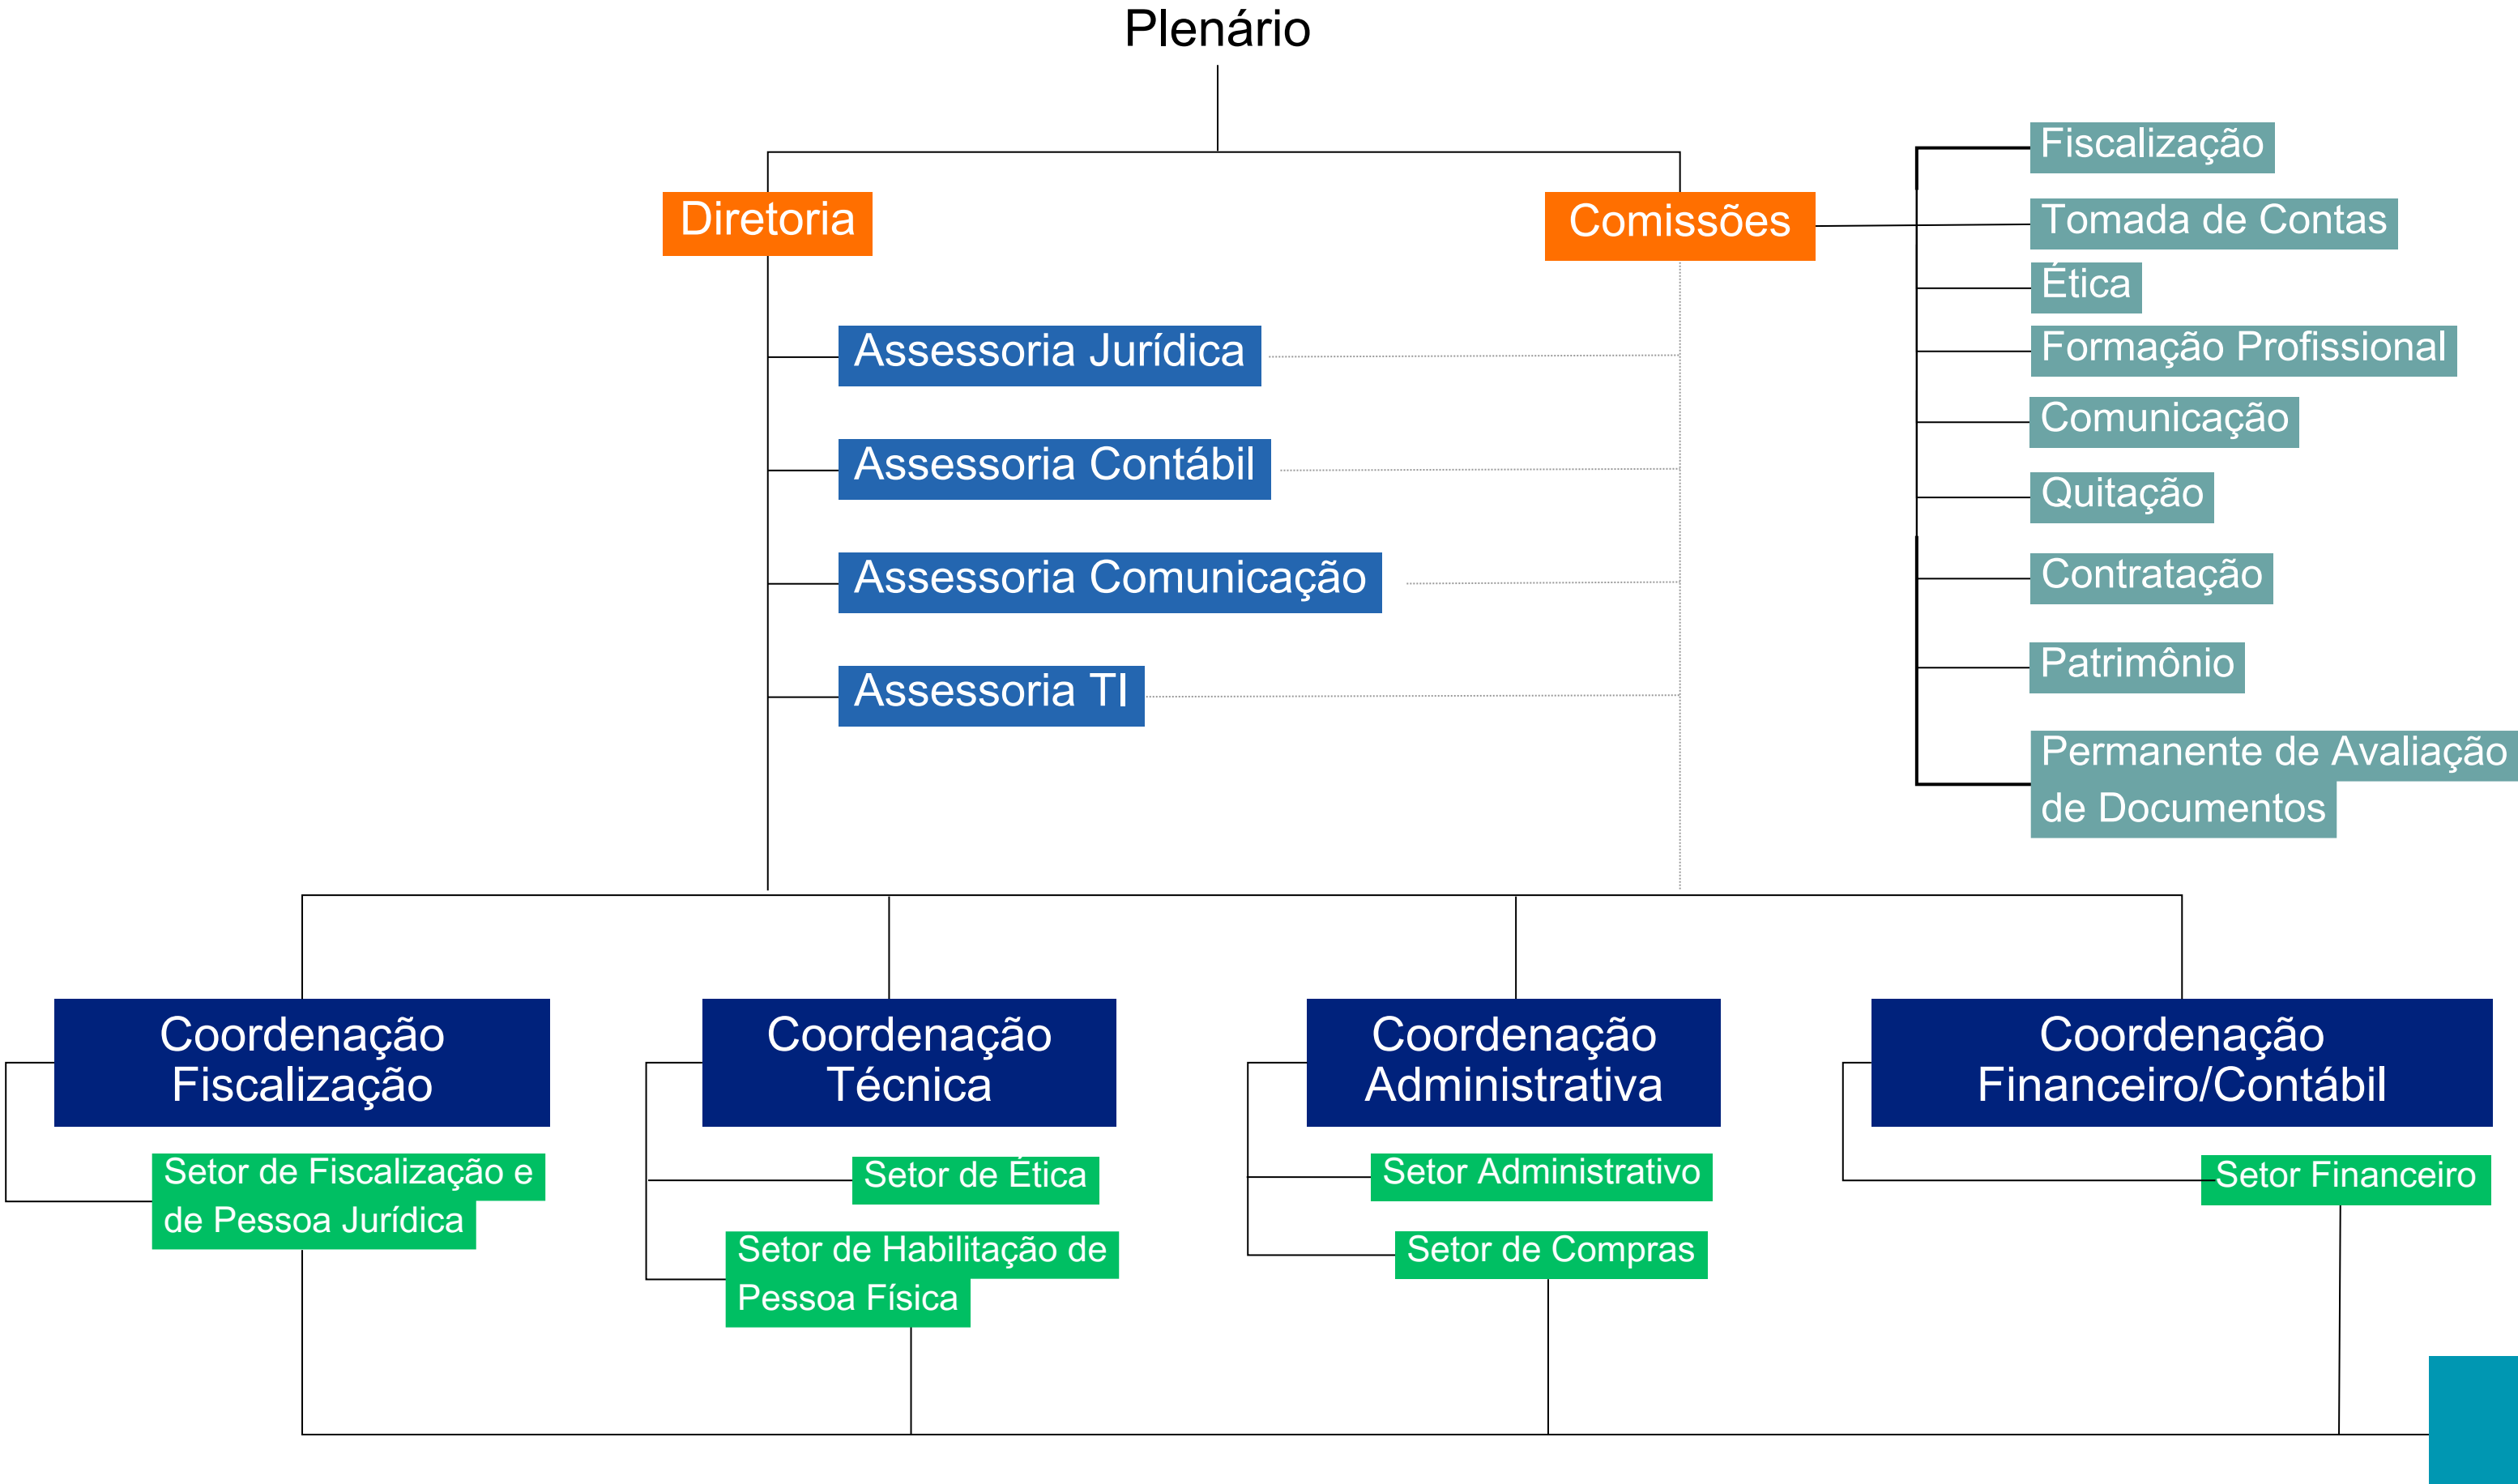 Plenário
Diretoria
Comissões
Fiscalização
Tomada de Contas
Ética
Formação Profissional
Comunicação
Quitação
Contratação
Patrimônio
Permanente de Avaliação
de Documentos
Assessoria Jurídica
Assessoria Contábil
Assessoria Comunicação
Assessoria TI
Coordenação
Fiscalização
Setor de Fiscalização e
de Pessoa Jurídica
Coordenação
Técnica
Setor de Ética
Setor de Habilitação de
Pessoa Física
Coordenação
Administrativa
Setor Administrativo
Setor de Compras
Coordenação
Financeiro/Contábil
Setor Financeiro